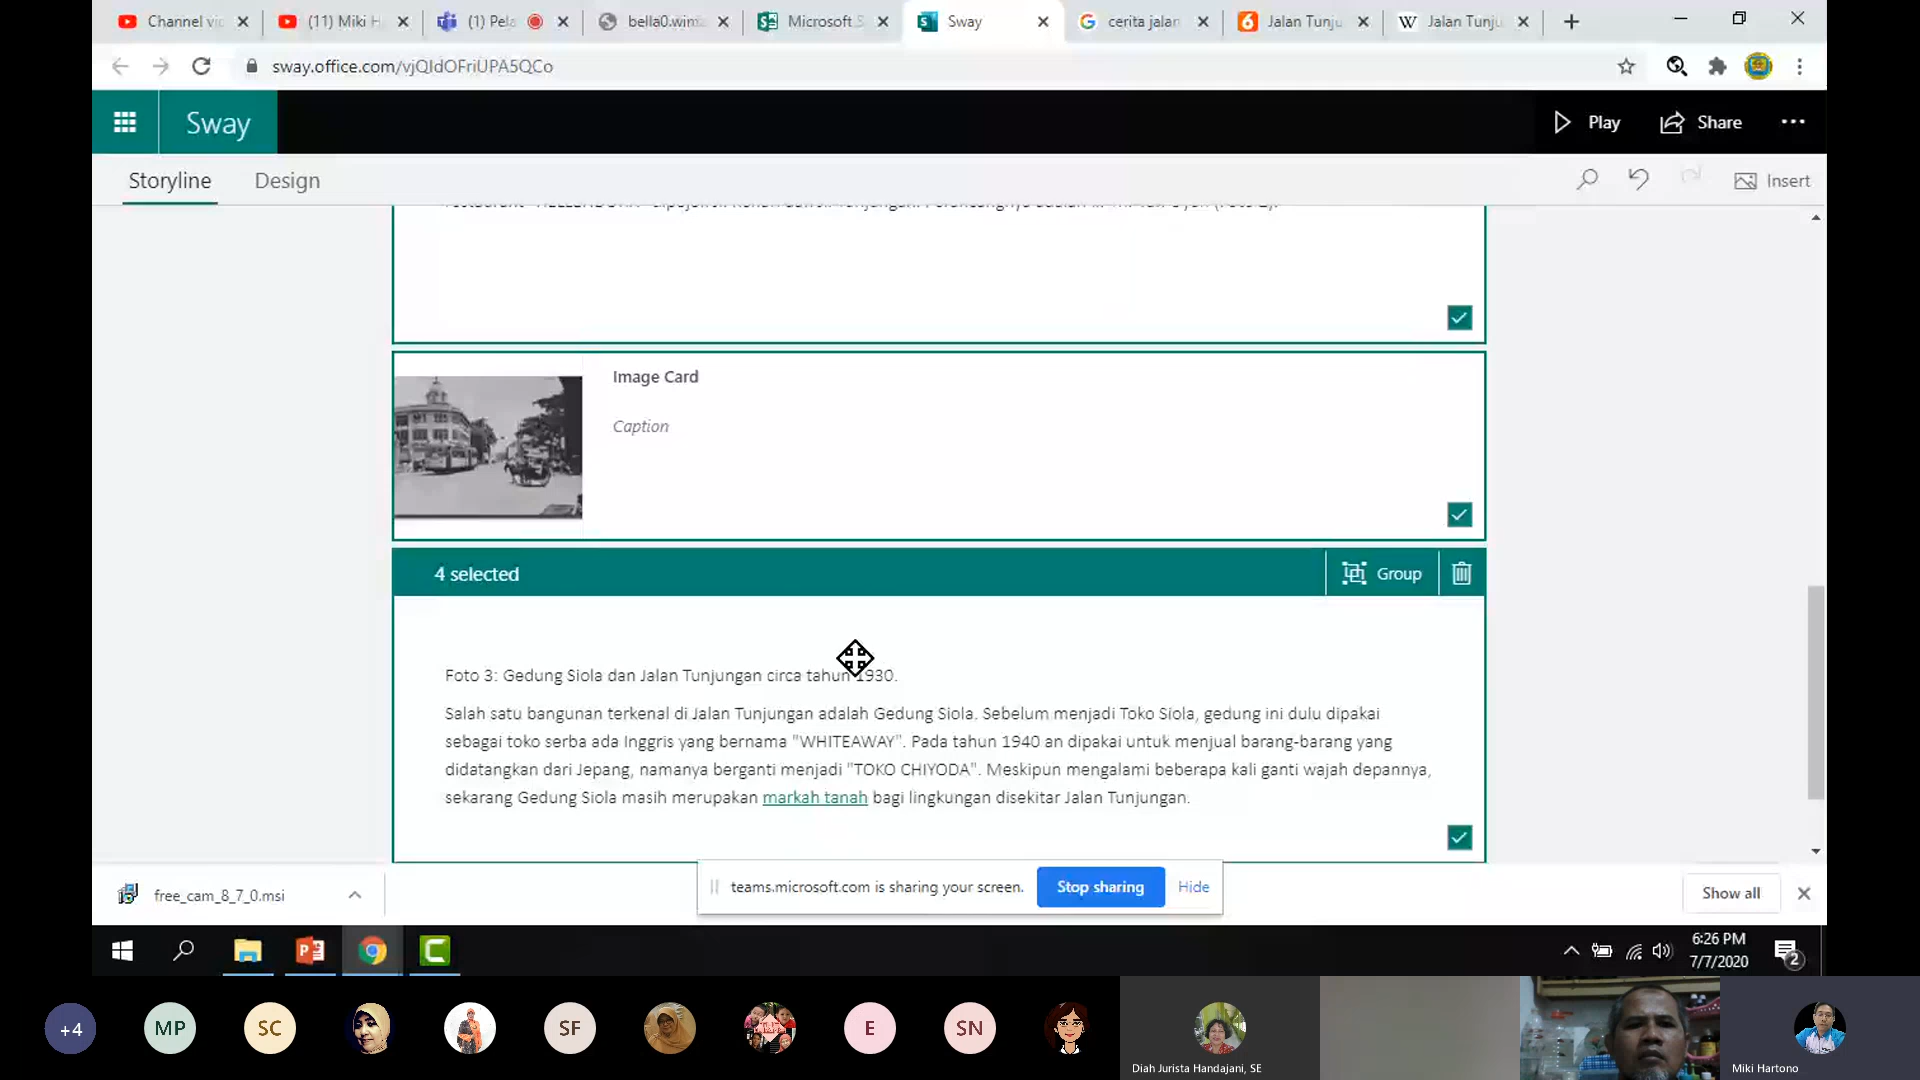 Channel vi
(11) Miki H
(1) Pela
bella0.wima
Microsoft S
Sway
cerita jalan
Jalan Tunju
Jalan Tunju
sway.office.com/vjQIdOFriUPA5QCo
Sway
Play
Share
Storyline
Design
Insert
Image Card
Caption
4 selected
Group
Foto 3: Gedung Siola dan Jalan Tunjungan circa tahun 1930.
Salah satu bangunan terkenal di Jalan Tunjungan adalah Gedung Siola. Sebelum menjadi Toko Siola, gedung ini dulu dipakai
sebagai toko serba ada Inggris yang bernama "WHITEAWAY". Pada tahun 1940 an dipakai untuk menjual barang-barang yang
didatangkan dari Jepang, namanya berganti menjadi "TOKO CHIYODA". Meskipun mengalami beberapa kali ganti wajah depannya,
sekarang Gedung Siola masih merupakan markah tanah bagi lingkungan disekitar Jalan Tunjungan.
teams.microsoft.com is sharing your screen.
Stop sharing
Hide
free_cam_8_7_0.msi
Show all
6:26 PM
7/7/2020
2
+4
MP
SC
SF
E
SN
Diah Jurista Handajani, SE
Miki Hartono